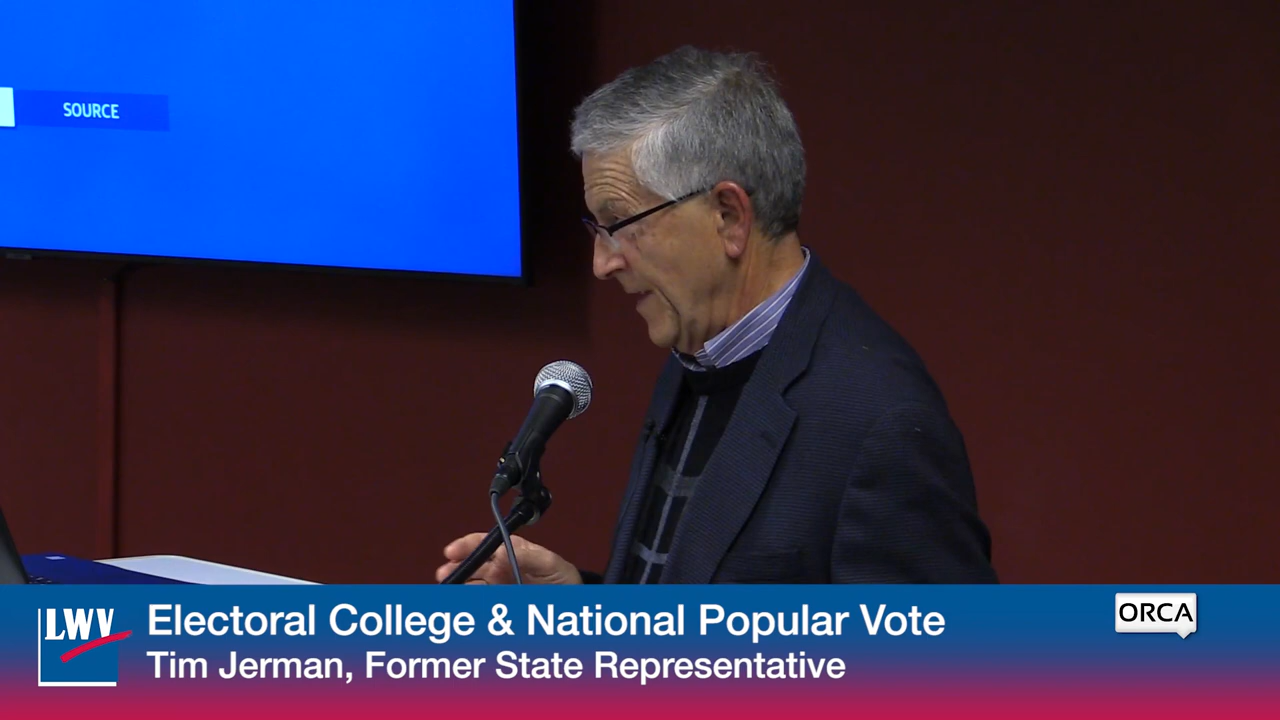 SOURCE
LWV
Electoral College & National Popular Vote
Tim Jerman, Former State Representative
ORCA